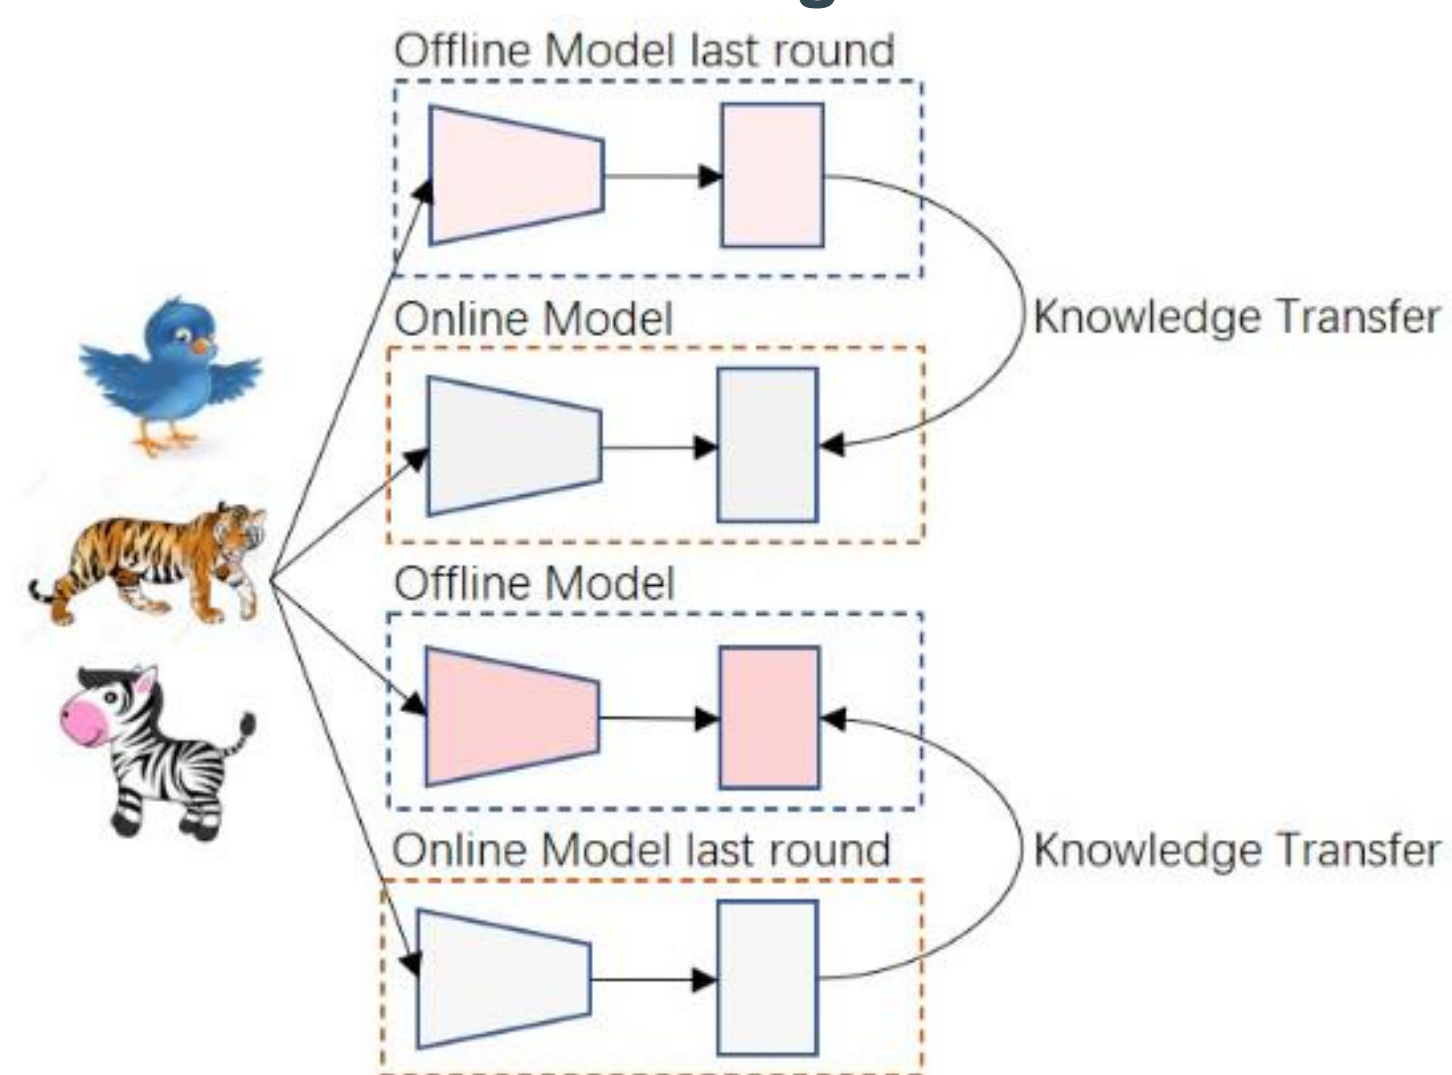 Offline Model last round
Online Model
Knowledge Transfer
Offline Model
Online Model last round
Knowledge Transfer